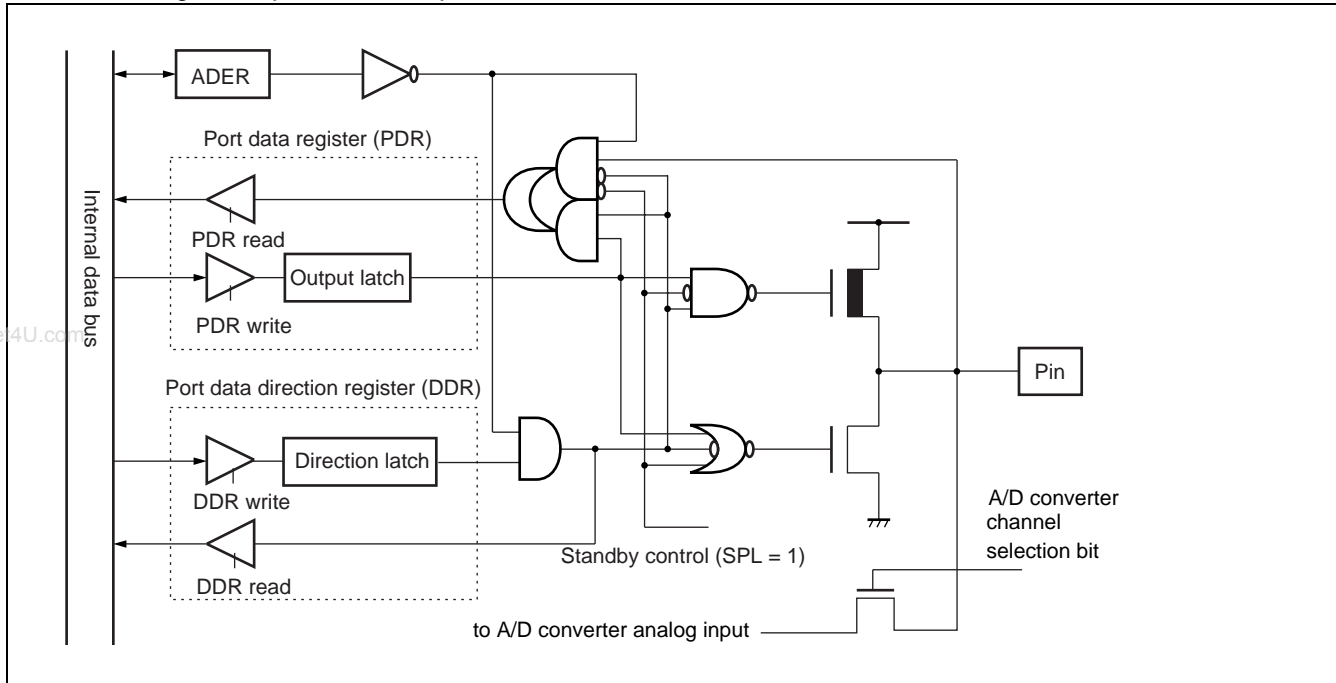 ADER
Port data register (PDR)
Internal data bus
PDR read
Output latch
PDR write
Pin
Port data direction register (DDR)
Direction latch
DDR write
A/D converter
channel
selection bit
Standby control (SPL = 1)
DDR read
to A/D converter analog input
4U.com